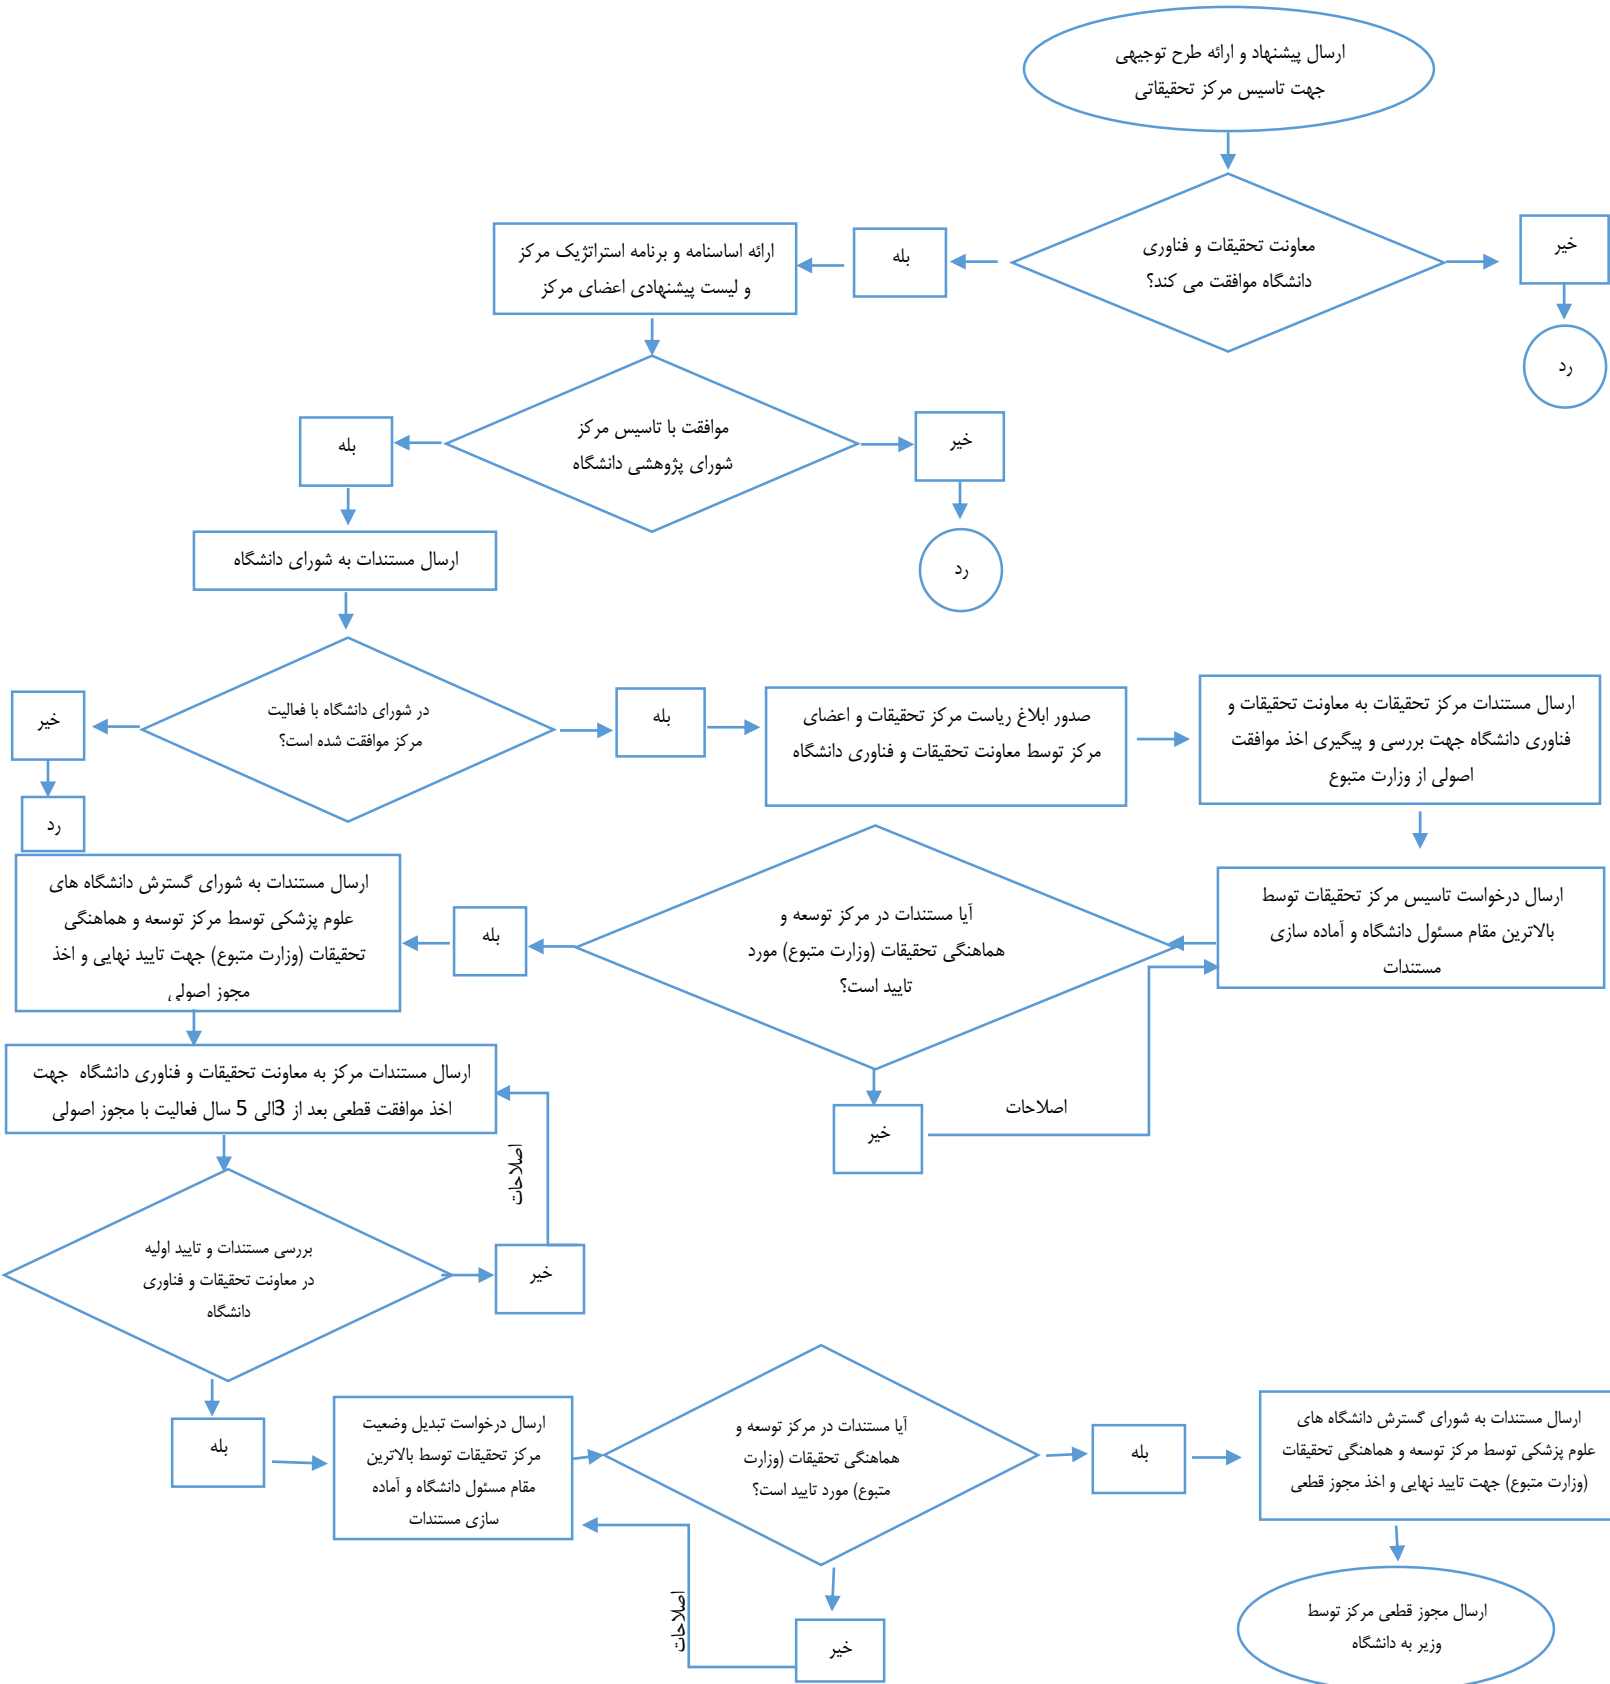 ارسال پیشنهاد و ارائه طرح توجیهی
جهت تاسیس مرکز تحقیقاتی
معاونت تحقیقات و فناوری
دانشگاه موافقت می کند؟
خیر
رد
بله
ارائه اساسنامه و برنامه استراتژیک مرکز
و لیست پیشنهادی اعضای مرکز
موافقت با تاسیس مرکز
شورای پژوهشی دانشگاه
خیر
رد
بله
ارسال مستندات به شورای دانشگاه
در شورای دانشگاه با فعالیت
مرکز موافقت شده است؟
خیر
رد
بله
صدور ابلاغ ریاست مرکز تحقیقات و اعضای
مرکز توسط معاونت تحقیقات و فناوری دانشگاه
ارسال مستندات مرکز تحقیقات به معاونت تحقیقات و
فناوری دانشگاه جهت بررسی و پیگیری اخذ موافقت
اصولی از وزارت متبوع
ارسال درخواست تاسیس مرکز تحقیقات توسط
بالاترین مقام مسئول دانشگاه و آماده سازی
مستندات
آیا مستندات در مرکز توسعه و
هماهنگی تحقیقات (وزارت متبوع) مورد
تایید است؟
خیر
اصلاحات
بله
ارسال مستندات به شورای گسترش دانشگاه های
علوم پزشکی توسط مرکز توسعه و هماهنگی
تحقیقات (وزارت متبوع) جهت تایید نهایی و اخذ
مجوز اصولی
ارسال مستندات مرکز به معاونت تحقیقات و فناوری دانشگاه جهت
اخذ موافقت قطعی بعد از 3الی 5 سال فعالیت با مجوز اصولی
بررسی مستندات و تایید اولیه
در معاونت تحقیقات و فناوری
دانشگاه
خیر
اصلاحات
بله
ارسال درخواست تبدیل وضعیت
مرکز تحقیقات توسط بالاترین
مقام مسئول دانشگاه و آماده
سازی مستندات
آیا مستندات در مرکز توسعه و
هماهنگی تحقیقات (وزارت
متبوع) مورد تایید است؟
خیر
اصلاحات
بله
ارسال مستندات به شورای گسترش دانشگاه های
علوم پزشکی توسط مرکز توسعه و هماهنگی تحقیقات
(وزارت متبوع) جهت تایید نهایی و اخذ مجوز قطعی
ارسال مجوز قطعی مرکز توسط
وزیر به دانشگاه